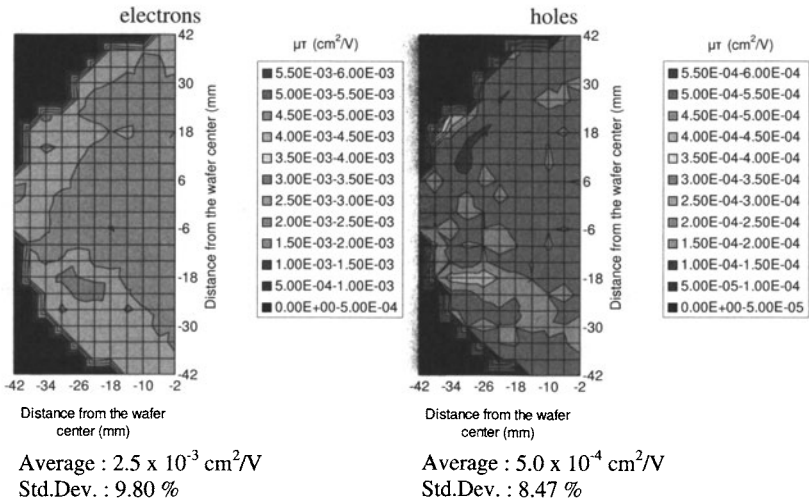 electrons
42
30
18
6
-6
-18
-30
-42
Distance from the wafer center (mm
-42 -34 -26 -18 -10 -2
Distance from the wafer
center (mm)
μτ (cm²/V)
5.50E-03-6.00E-03
5.00E-03-5.50E-03
4.50E-03-5.00E-03
4.00E-03-4.50E-03
3.50E-03-4.00E-03
3.00E-03-3.50E-03
2.50E-03-3.00E-03
2.00E-03-2.50E-03
1.50E-03-2.00E-03
1.00E-03-1.50E-03
5.00E-04-1.00E-03
0.00E+00-5.00E-04
Average : 2.5 x 10⁻³ cm²/V
Std.Dev. : 9.80 %
holes
42
30
18
6
-6
-18
-30
-42
Distance from the wafer center (mm
-42 -34 -26 -18 -10 -2
Distance from the wafer
center (mm)
μτ (cm²/V)
5.50E-04-6.00E-04
5.00E-04-5.50E-04
4.50E-04-5.00E-04
4.00E-04-4.50E-04
3.50E-04-4.00E-04
3.00E-04-3.50E-04
2.50E-04-3.00E-04
2.00E-04-2.50E-04
1.50E-04-2.00E-04
1.00E-04-1.50E-04
5.00E-05-1.00E-04
0.00E+00-5.00E-05
Average : 5.0 x 10⁻⁴ cm²/V
Std.Dev. : 8.47 %